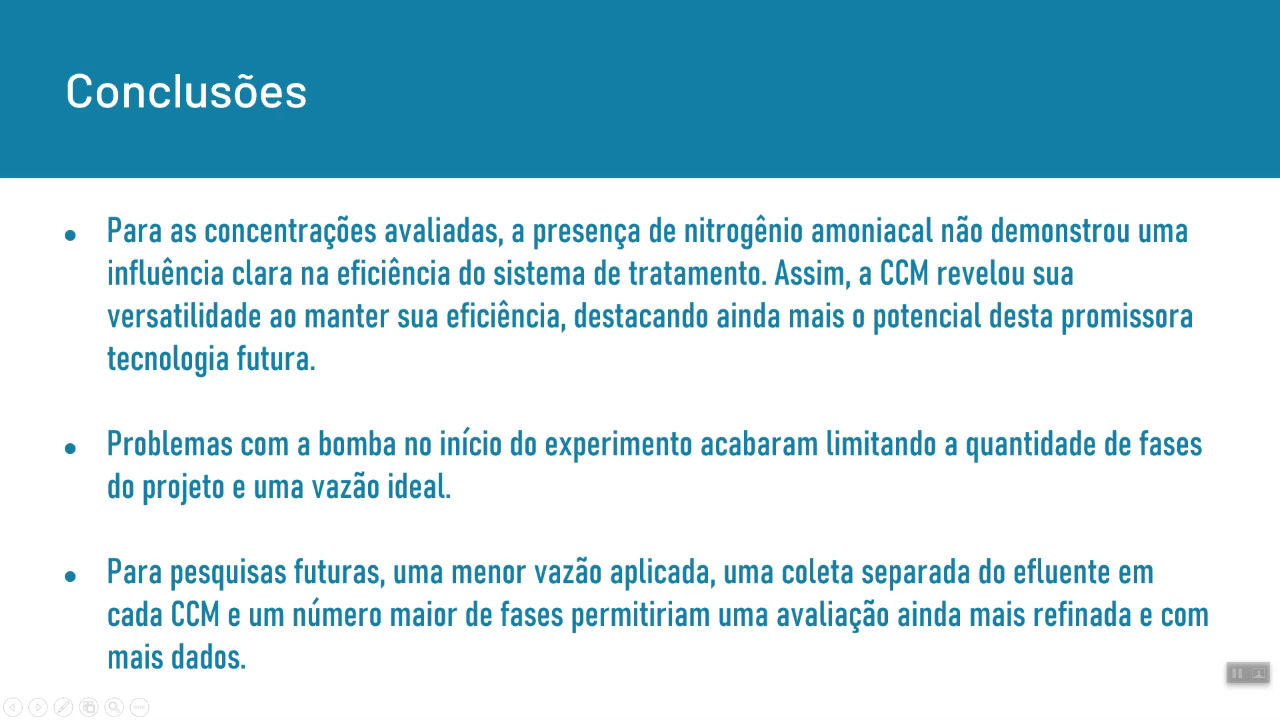 Conclusões
● Para as concentrações avaliadas, a presença de nitrogênio amoniacal não demonstrou uma
influência clara na eficiência do sistema de tratamento. Assim, a CCM revelou sua
versatilidade ao manter sua eficiência, destacando ainda mais o potencial desta promissora
tecnologia futura.
● Problemas com a bomba no início do experimento acabaram limitando a quantidade de fases
do projeto e uma vazão ideal.
● Para pesquisas futuras, uma menor vazão aplicada, uma coleta separada do efluente em
cada CCM e um número maior de fases permitiriam uma avaliação ainda mais refinada e com
mais dados.